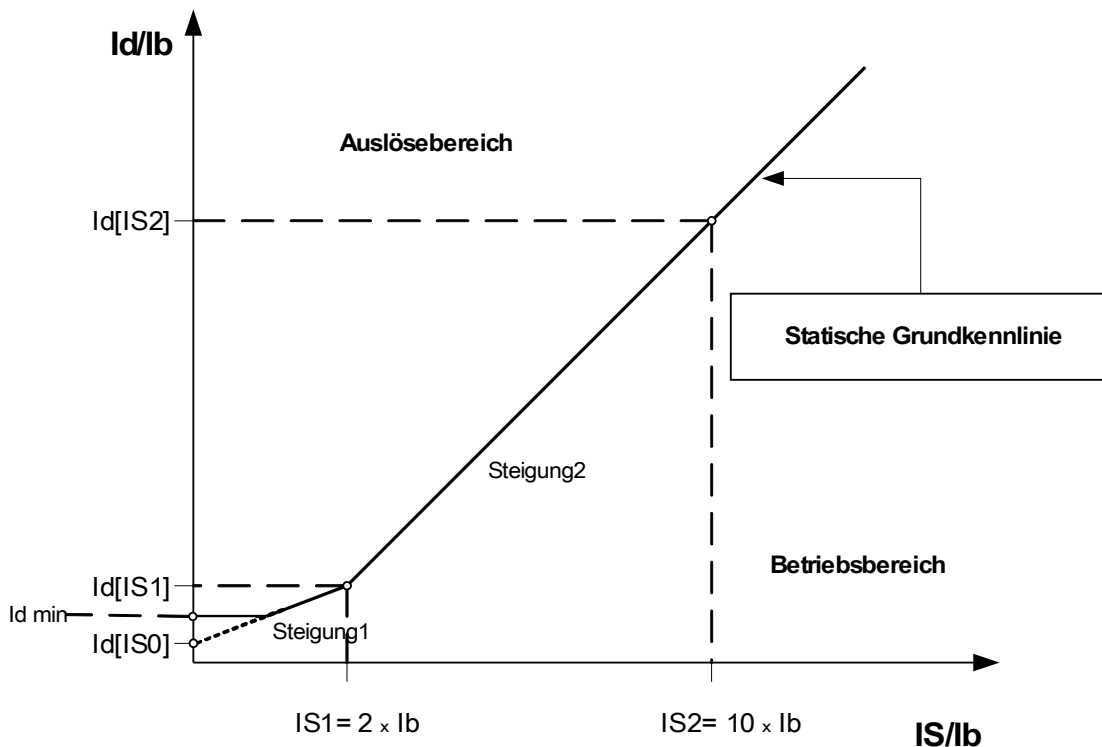 Id/Ib
Auslösebereich
Id[IS2]
Statische Grundkennlinie
Steigung2
Betriebsbereich
Id[IS1]
Id min
Steigung1
Id[IS0]
IS1= 2 x Ib
IS2= 10 x Ib
IS/Ib